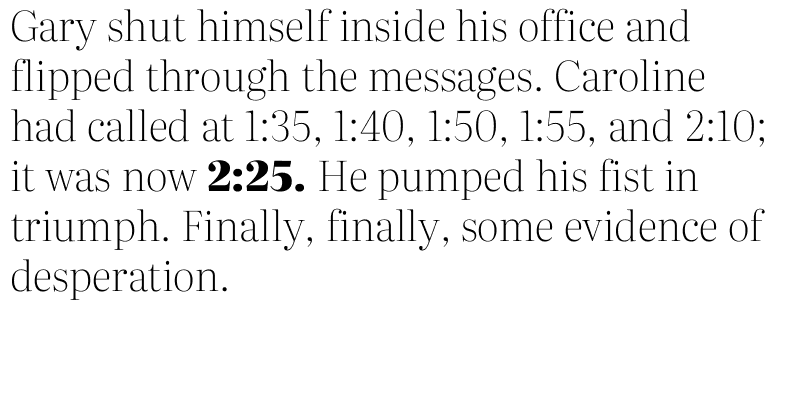 Gary shut himself inside his office and
flipped through the messages. Caroline
had called at 1:35, 1:40, 1:50, 1:55, and 2:10;
it was now 2:25. He pumped his fist in
triumph. Finally, finally, some evidence of
desperation.